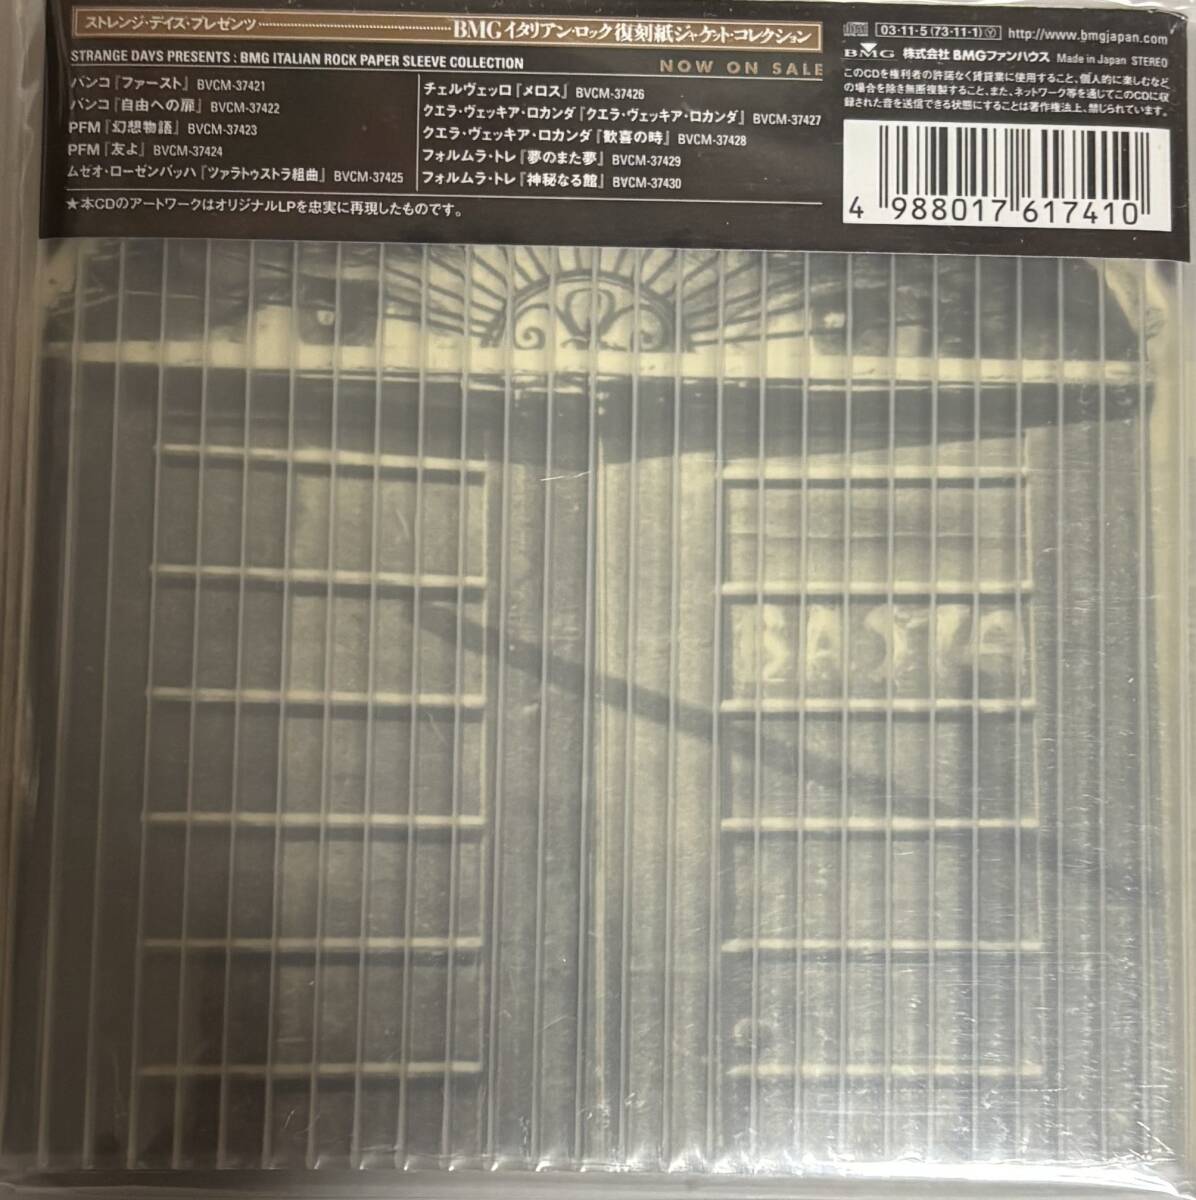 ストレンジ・デイズ・プレゼンツ BMGイタリアン・ロック復刻紙ジャケット・コレクション
STRANGE DAYS PRESENTS : BMG ITALIAN ROCK PAPER SLEEVE COLLECTION
NOW ON SALE
バンコ『ファースト』 BVCM-37421
バンコ『自由への扉』 BVCM-37422
PFM『幻想物語』 BVCM-37423
PFM『友よ』 BVCM-37424
ムゼオ・ローゼンバッハ『ツァラトゥストラ組曲』 BVCM-37425
チェルヴェッロ『メロス』 BVCM-37426
クエラ・ヴェッキア・ロカンダ『クエラ・ヴェッキア・ロカンダ』 BVCM-37427
クエラ・ヴェッキア・ロカンダ『歓喜の時』 BVCM-37428
フォルムラ・トレ『夢のまた夢』 BVCM-37429
フォルムラ・トレ『神秘なる館』 BVCM-37430
★本CDのアートワークはオリジナルLPを忠実に再現したものです。
03・11・5 (73・11・1) Ⓨ http://www.bmgjapan.com
BMG 株式会社 BMGファンハウス Made in Japan STEREO
このCDを権利者の許諾なく賃貸業に使用すること、個人的に楽しむなど
の場合を除き無断複製すること、また、ネットワーク等を通じてこのCDに収
録された音を送信できる状態にすることは著作権法上、禁じられています。
4 988017 617410
BASTA